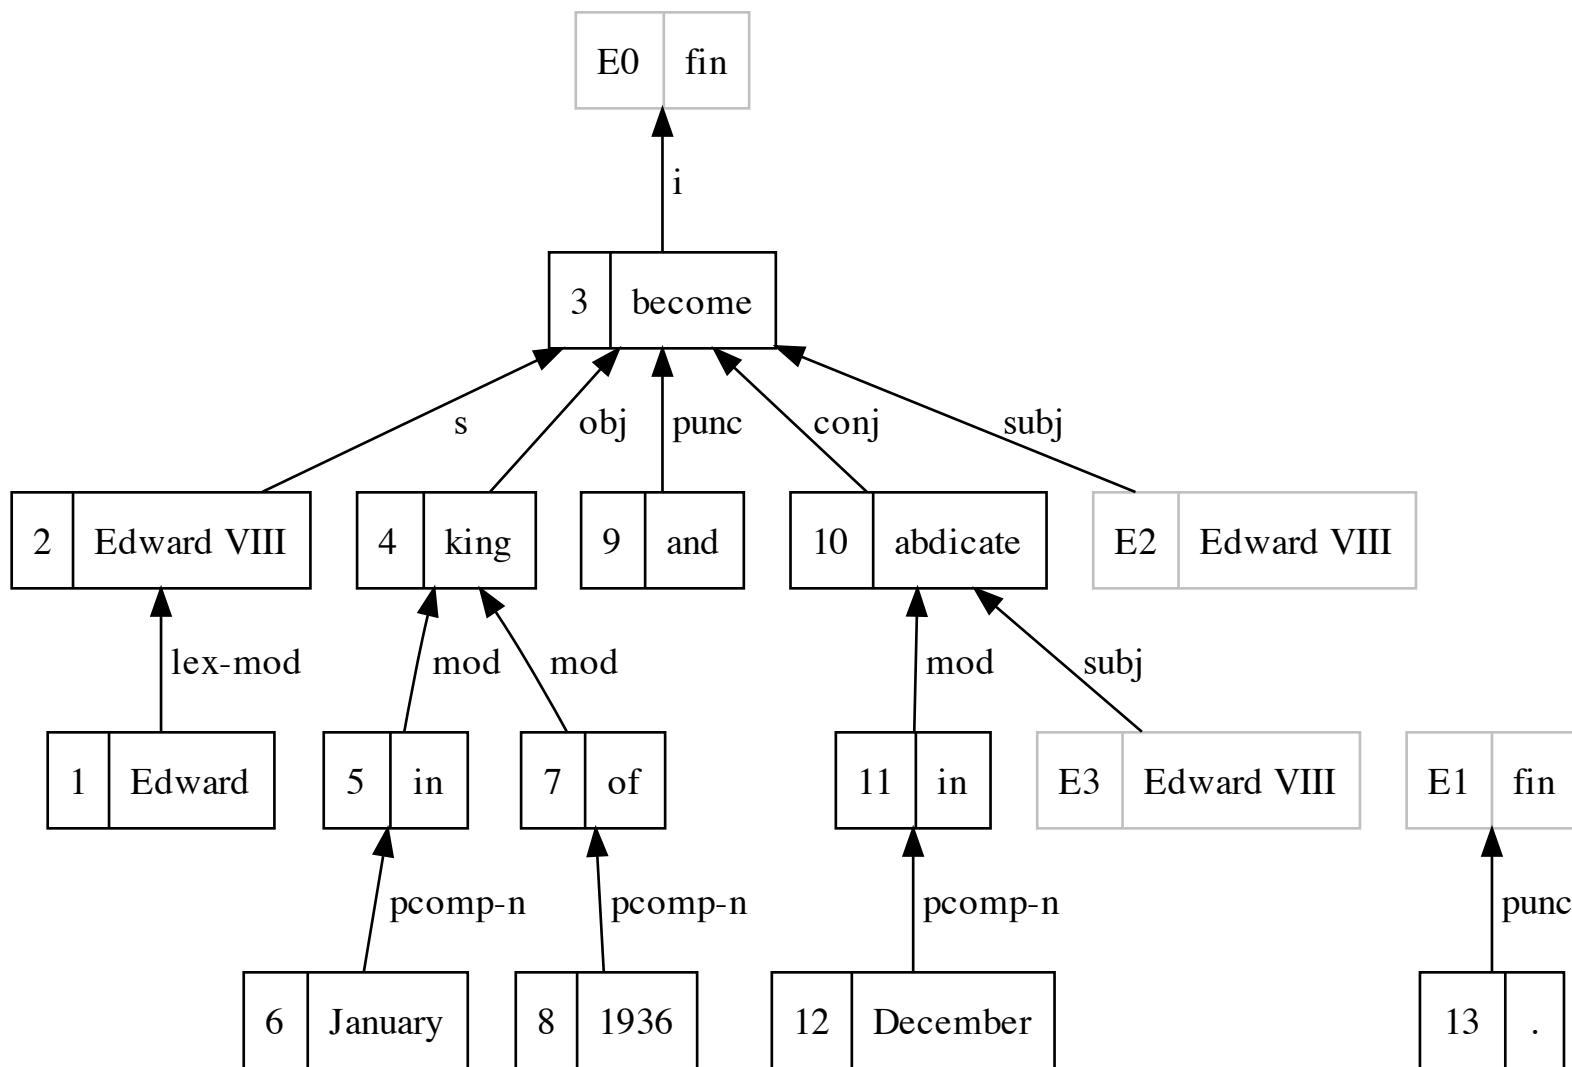 E0 fin
i
3 become
s obj punc conj subj
2 Edward VIII 4 king 9 and 10 abdicate E2 Edward VIII
lex-mod mod mod mod subj
1 Edward 5 in 7 of 11 in E3 Edward VIII E1 fin
pcomp-n pcomp-n pcomp-n punc
6 January 8 1936 12 December 13 .